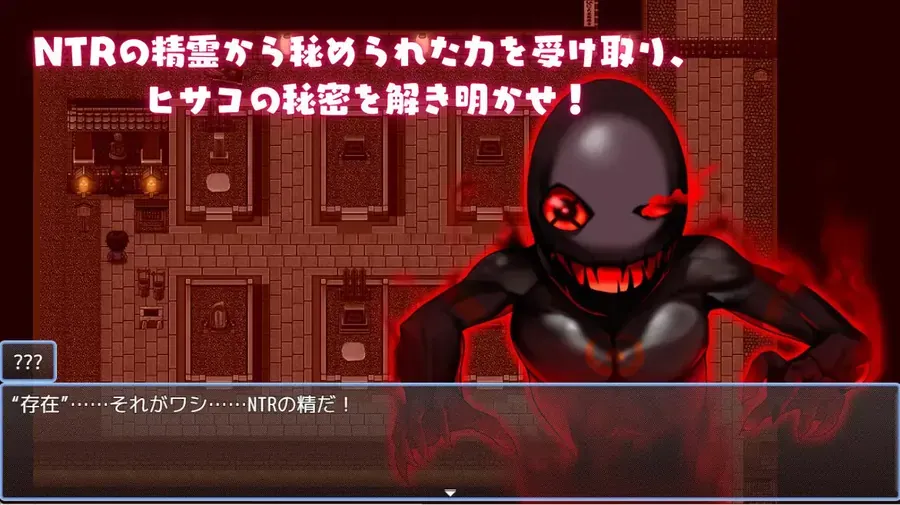 NTRの精霊から秘められた力を受け取り、
ヒサコの秘密を解き明かせ！
???
“存在”……それがワシ……NTRの精だ！